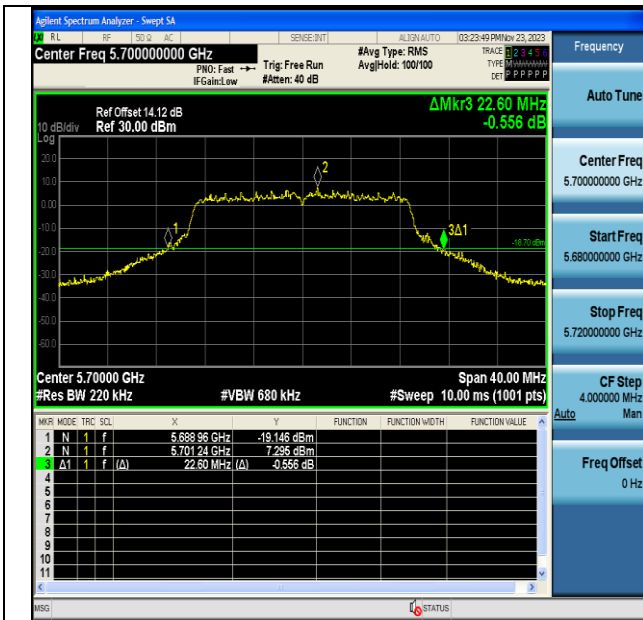 Agilent Spectrum Analyzer - Swept SA
RL RF 50 Ω AC SENSE:INT ALIGN AUTO 03:23:49 PM Nov 23, 2023
Center Freq 5.700000000 GHz
PNO: Fast
IFGain:Low
Trig: Free Run
#Atten: 40 dB
#Avg Type: RMS
Avg|Hold: 100/100
TRACE 1 2 3 4 5 6
TYPE M
DET P P P P P P
Frequency
Auto Tune
Center Freq
5.700000000 GHz
Start Freq
5.680000000 GHz
Stop Freq
5.720000000 GHz
CF Step
4.000000 MHz
Auto Man
Freq Offset
0 Hz
Ref Offset 14.12 dB
10 dB/div Ref 30.00 dBm
Log
ΔMkr3 22.60 MHz
-0.556 dB
20.0
10.0
0.00
-10.0
-20.0
-30.0
-40.0
-50.0
-60.0
1
2
3Δ1
-18.70 dBm
Center 5.70000 GHz Span 40.00 MHz
#Res BW 220 kHz #VBW 680 kHz #Sweep 10.00 ms (1001 pts)
MKR MODE TRC SCL X Y FUNCTION FUNCTION WIDTH FUNCTION VALUE
1 N 1 f 5.688 96 GHz -19.146 dBm
2 N 1 f 5.701 24 GHz 7.295 dBm
3 Δ1 1 f (Δ) 22.60 MHz (Δ) -0.556 dB
4
5
6
7
8
9
10
11
MSG STATUS